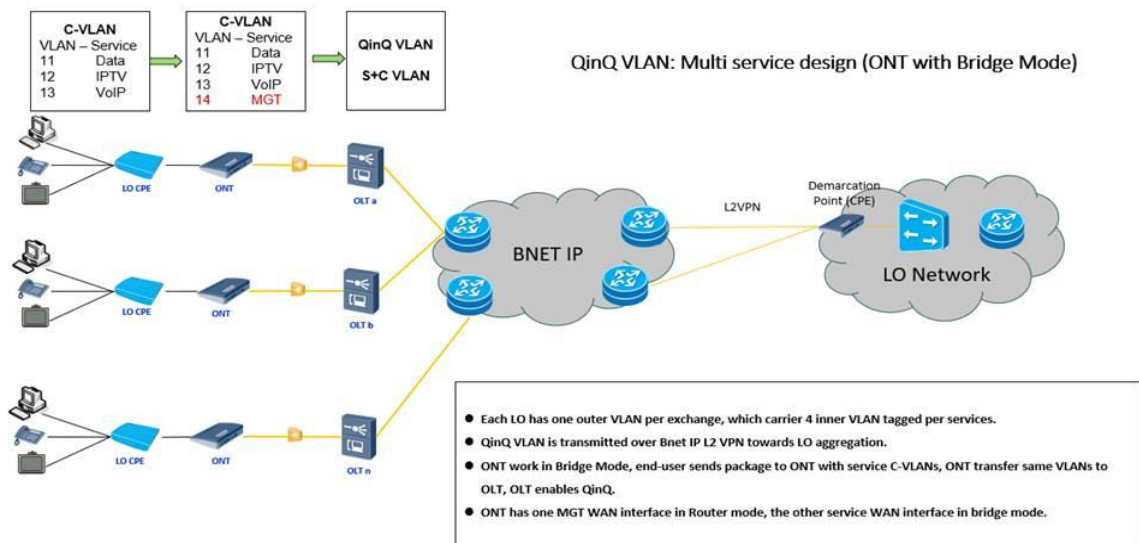 C-VLAN
VLAN – Service
11 Data
12 IPTV
13 VoIP
C-VLAN
VLAN – Service
11 Data
12 IPTV
13 VoIP
14 MGT
QinQ VLAN
S+C VLAN
QinQ VLAN: Multi service design (ONT with Bridge Mode)
LO CPE
ONT
OLT a
LO CPE
ONT
OLT b
LO CPE
ONT
OLT n
BNET IP
L2VPN
Demarcation
Point (CPE)
LO Network
● Each LO has one outer VLAN per exchange, which carrier 4 inner VLAN tagged per services.
● QinQ VLAN is transmitted over Bnet IP L2 VPN towards LO aggregation.
● ONT work in Bridge Mode, end-user sends package to ONT with service C-VLANs, ONT transfer same VLANs to
OLT, OLT enables QinQ.
● ONT has one MGT WAN interface in Router mode, the other service WAN interface in bridge mode.